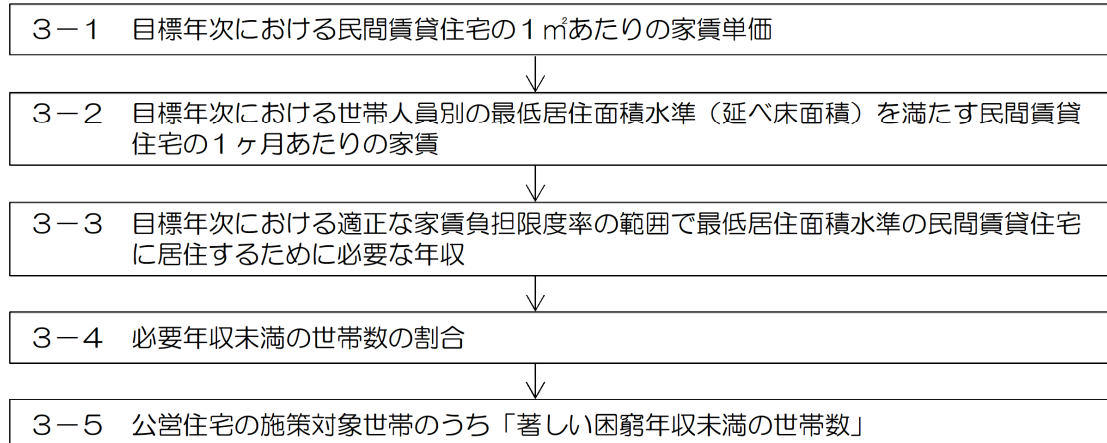 ３－１　目標年次における民間賃貸住宅の１㎡あたりの家賃単価
３－２　目標年次における世帯人員別の最低居住面積水準（延べ床面積）を満たす民間賃貸
住宅の１ヶ月あたりの家賃
３－３　目標年次における適正な家賃負担限度率の範囲で最低居住面積水準の民間賃貸住宅
に居住するために必要な年収
３－４　必要年収未満の世帯数の割合
３－５　公営住宅の施策対象世帯のうち「著しい困窮年収未満の世帯数」